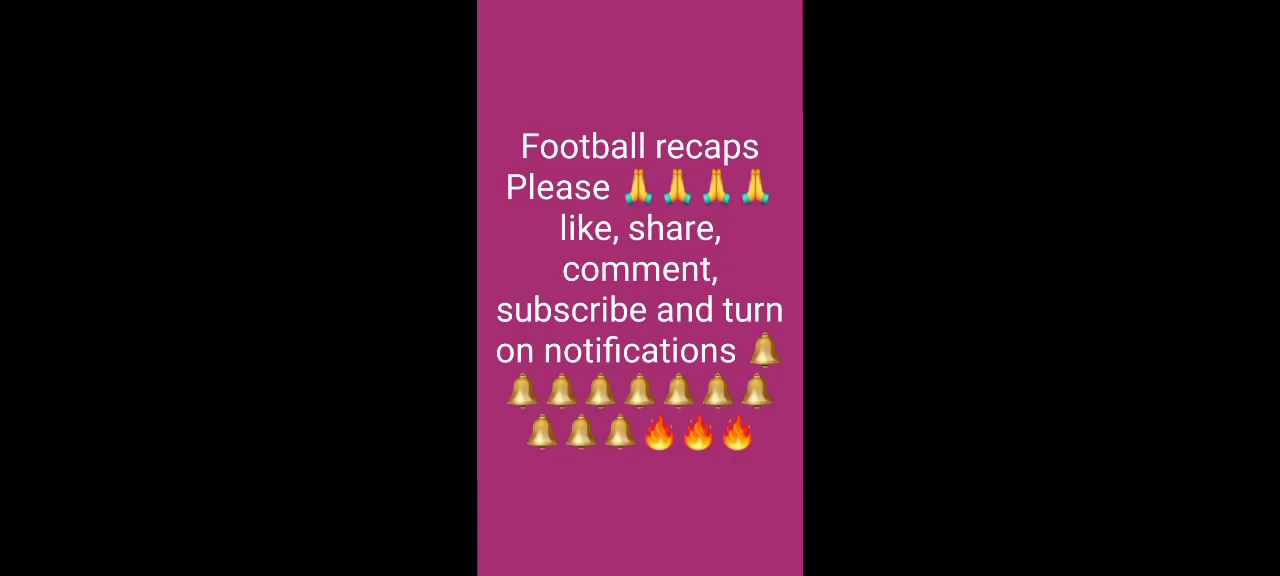 Football recaps
Please 🙏🙏🙏🙏
like, share,
comment,
subscribe and turn
on notifications 🔔
🔔🔔🔔🔔🔔🔔🔔
🔔🔔🔔🔥🔥🔥